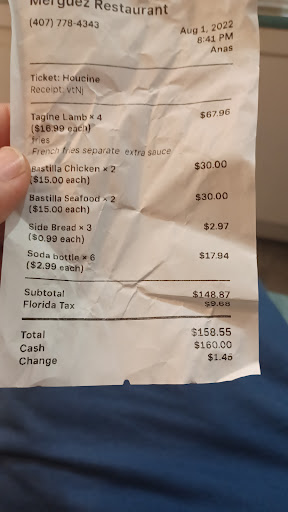 Merguez Restaurant
(407) 778-4343
Aug 1, 2022
8:41 PM
Anas
Ticket: Houcine
Receipt: vtNj
Tagine Lamb × 4 $67.96
($16.99 each)
fries
French fries separate extra sauce
Bastilla Chicken × 2 $30.00
($15.00 each)
Bastilla Seafood × 2 $30.00
($15.00 each)
Side Bread × 3 $2.97
($0.99 each)
Soda bottle × 6 $17.94
($2.99 each)
Subtotal $148.87
Florida Tax $9.68
Total $158.55
Cash $160.00
Change $1.45